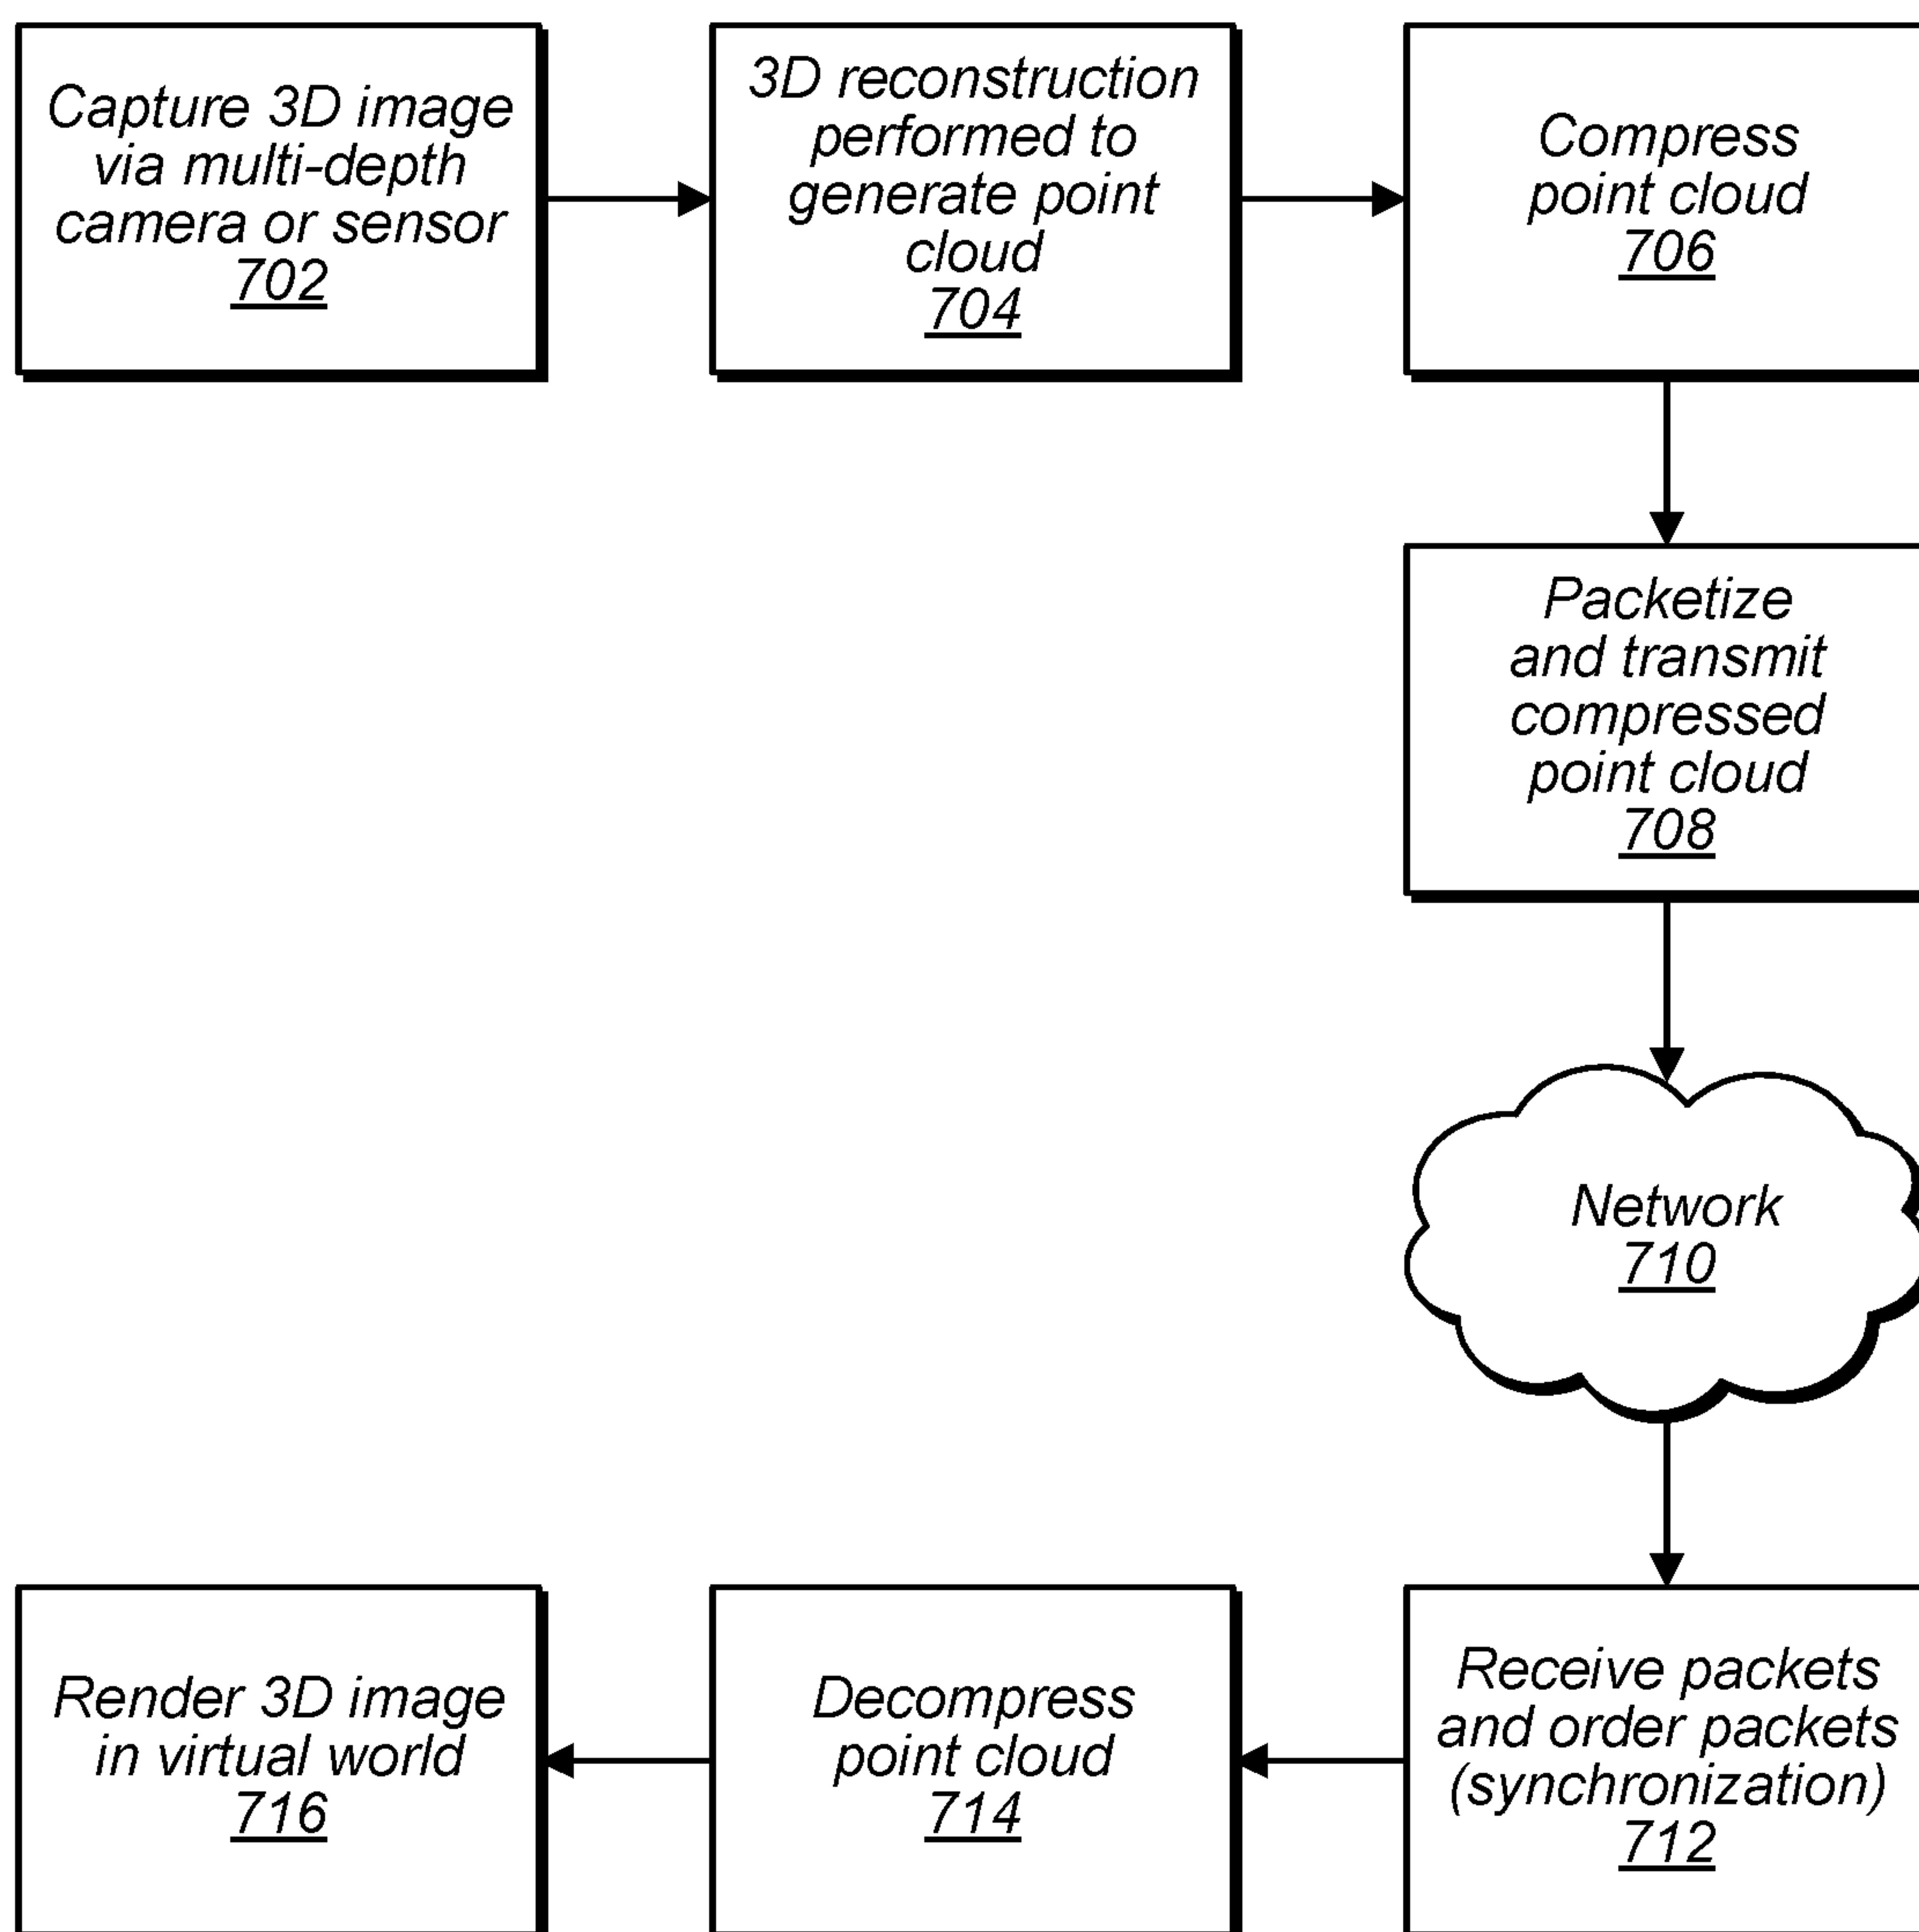 Capture 3D image
via multi-depth
camera or sensor
702
3D reconstruction
performed to
generate point
cloud
704
Compress
point cloud
706
Packetize
and transmit
compressed
point cloud
708
Network
710
Receive packets
and order packets
(synchronization)
712
Decompress
point cloud
714
Render 3D image
in virtual world
716